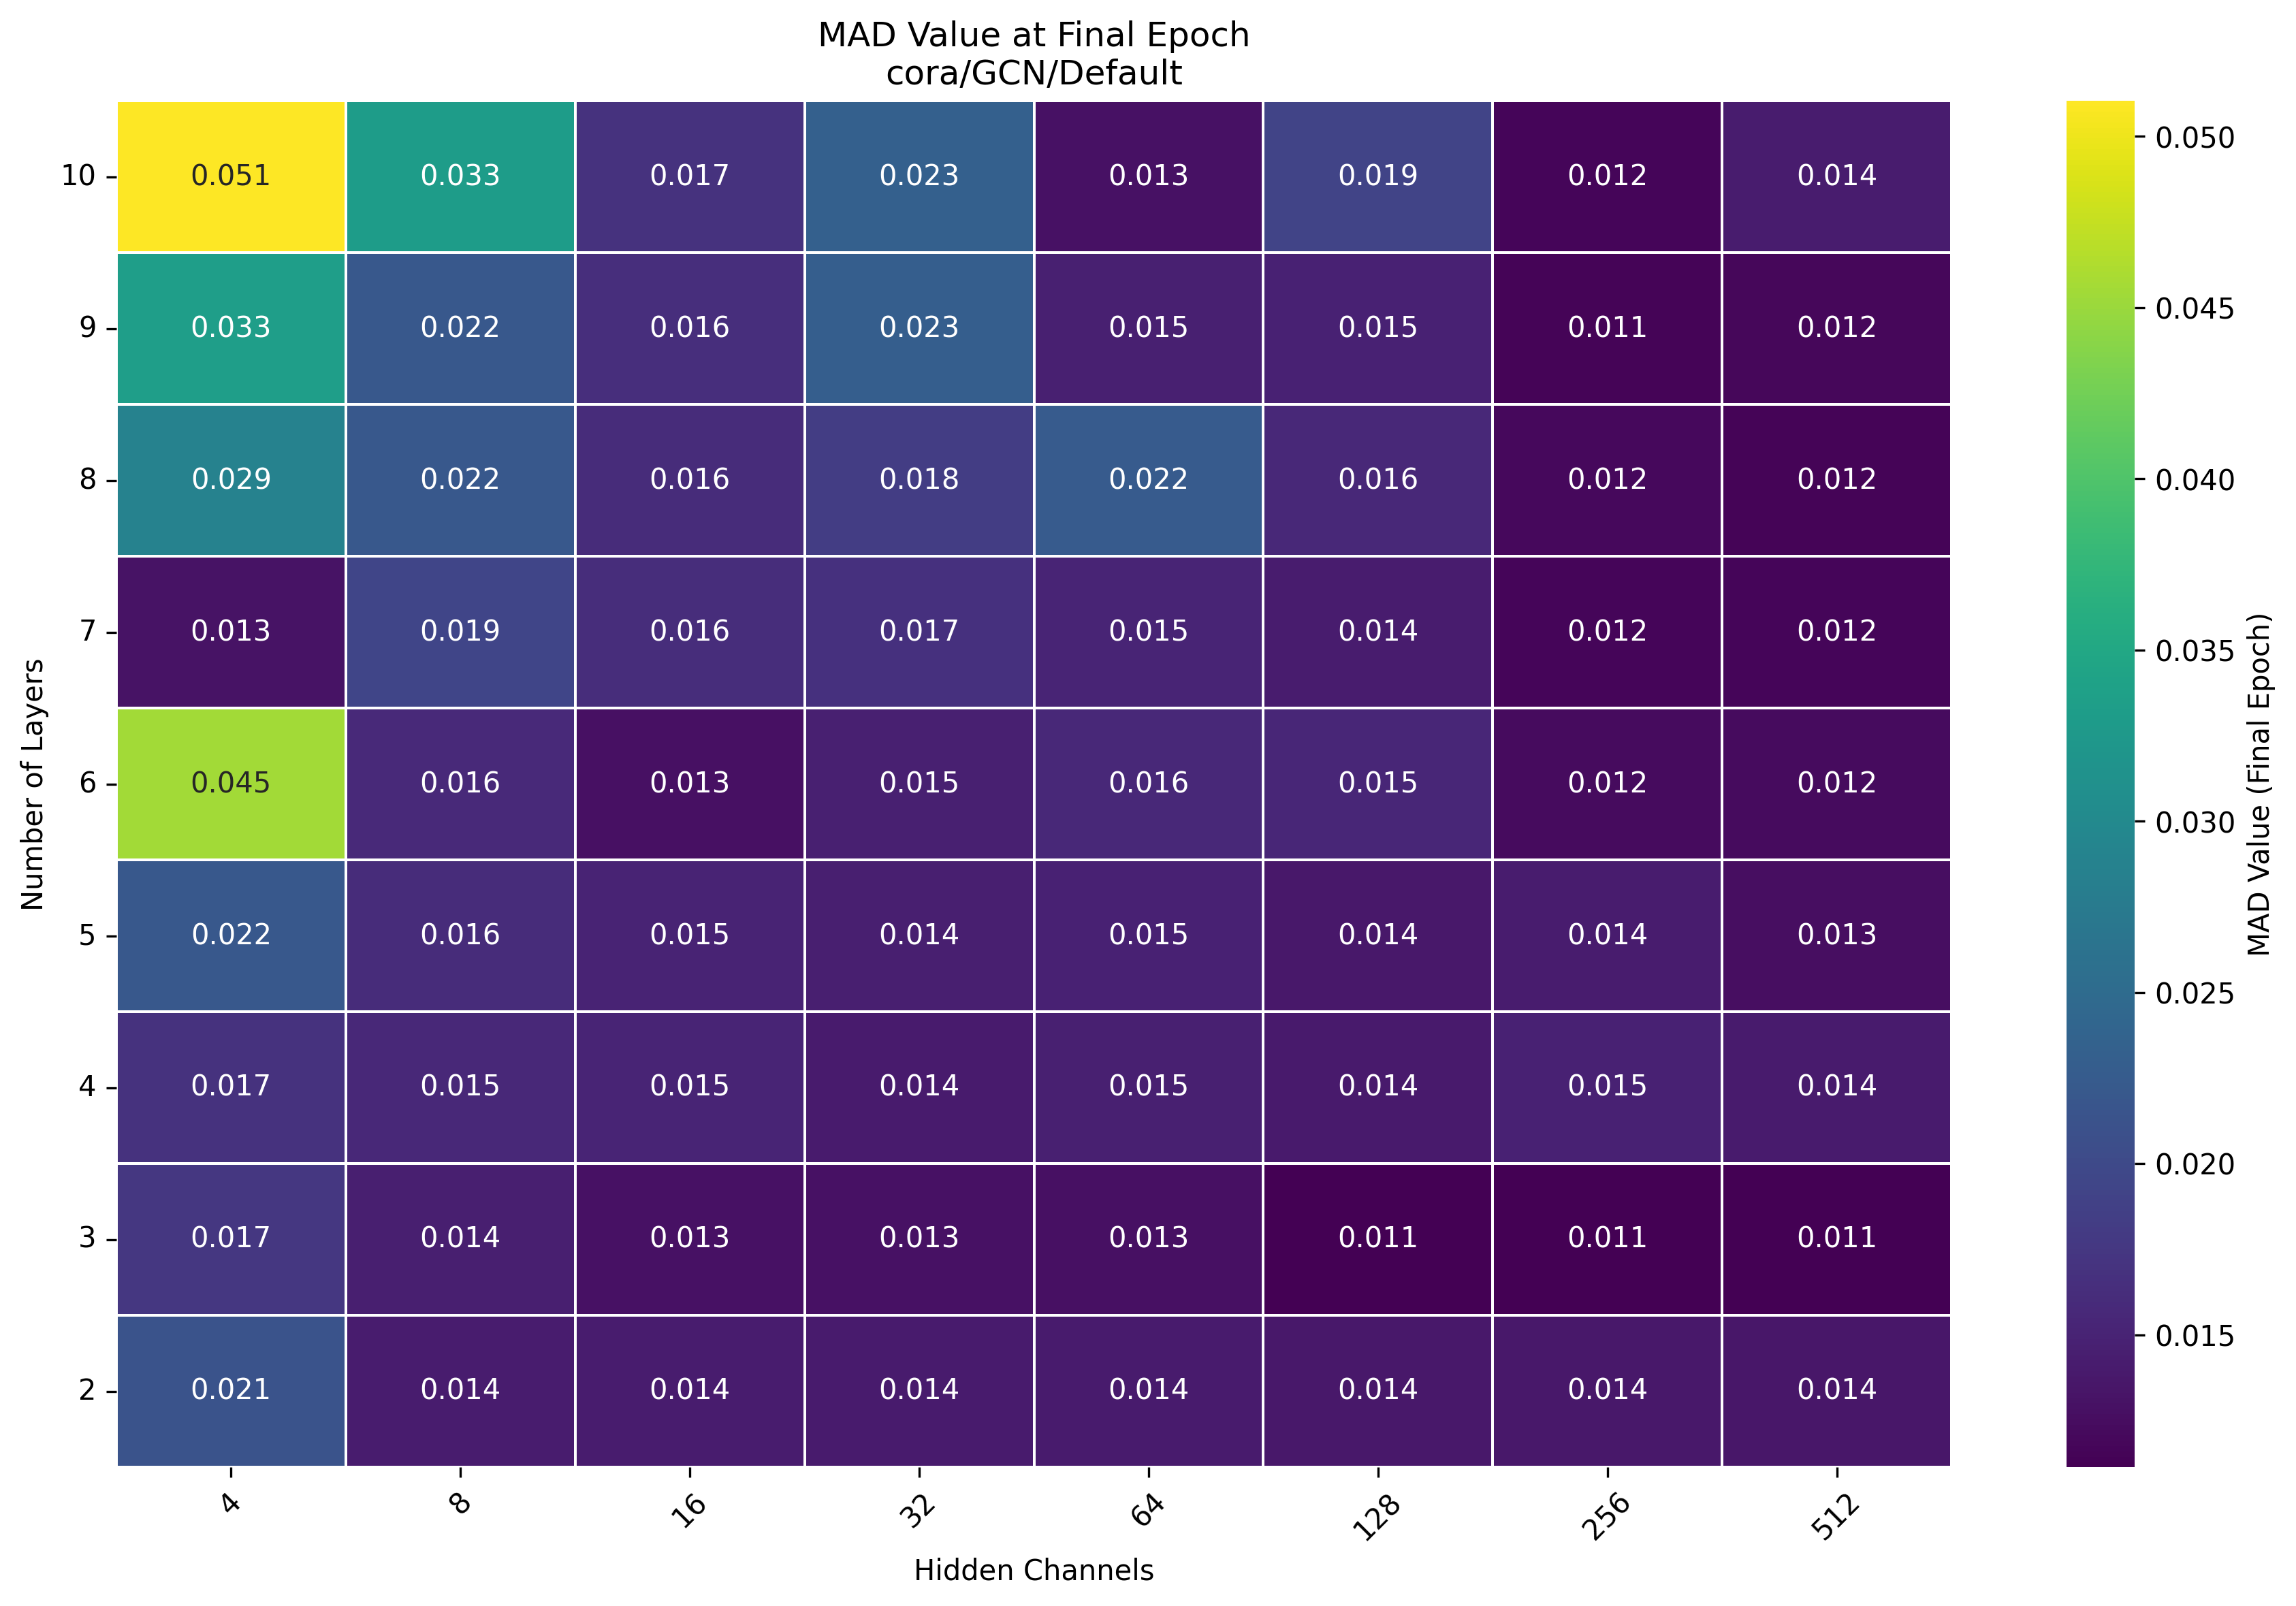 MAD Value at Final Epoch
cora/GCN/Default
10 0.051 0.033 0.017 0.023 0.013 0.019 0.012 0.014
9 0.033 0.022 0.016 0.023 0.015 0.015 0.011 0.012
8 0.029 0.022 0.016 0.018 0.022 0.016 0.012 0.012
7 0.013 0.019 0.016 0.017 0.015 0.014 0.012 0.012
6 0.045 0.016 0.013 0.015 0.016 0.015 0.012 0.012
5 0.022 0.016 0.015 0.014 0.015 0.014 0.014 0.013
4 0.017 0.015 0.015 0.014 0.015 0.014 0.015 0.014
3 0.017 0.014 0.013 0.013 0.013 0.011 0.011 0.011
2 0.021 0.014 0.014 0.014 0.014 0.014 0.014 0.014
4 8 16 32 64 128 256 512
Hidden Channels
Number of Layers
0.050
0.045
0.040
0.035
0.030
0.025
0.020
0.015
MAD Value (Final Epoch)